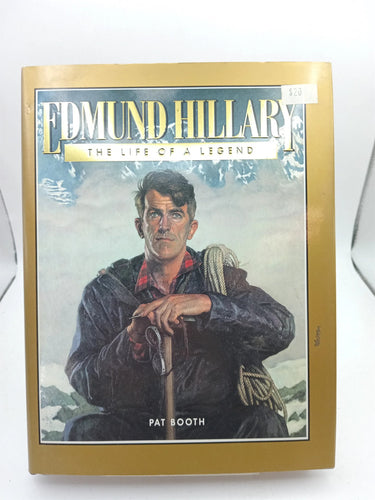 $20
EDMUND HILLARY
THE LIFE OF A LEGEND
PAT BOOTH